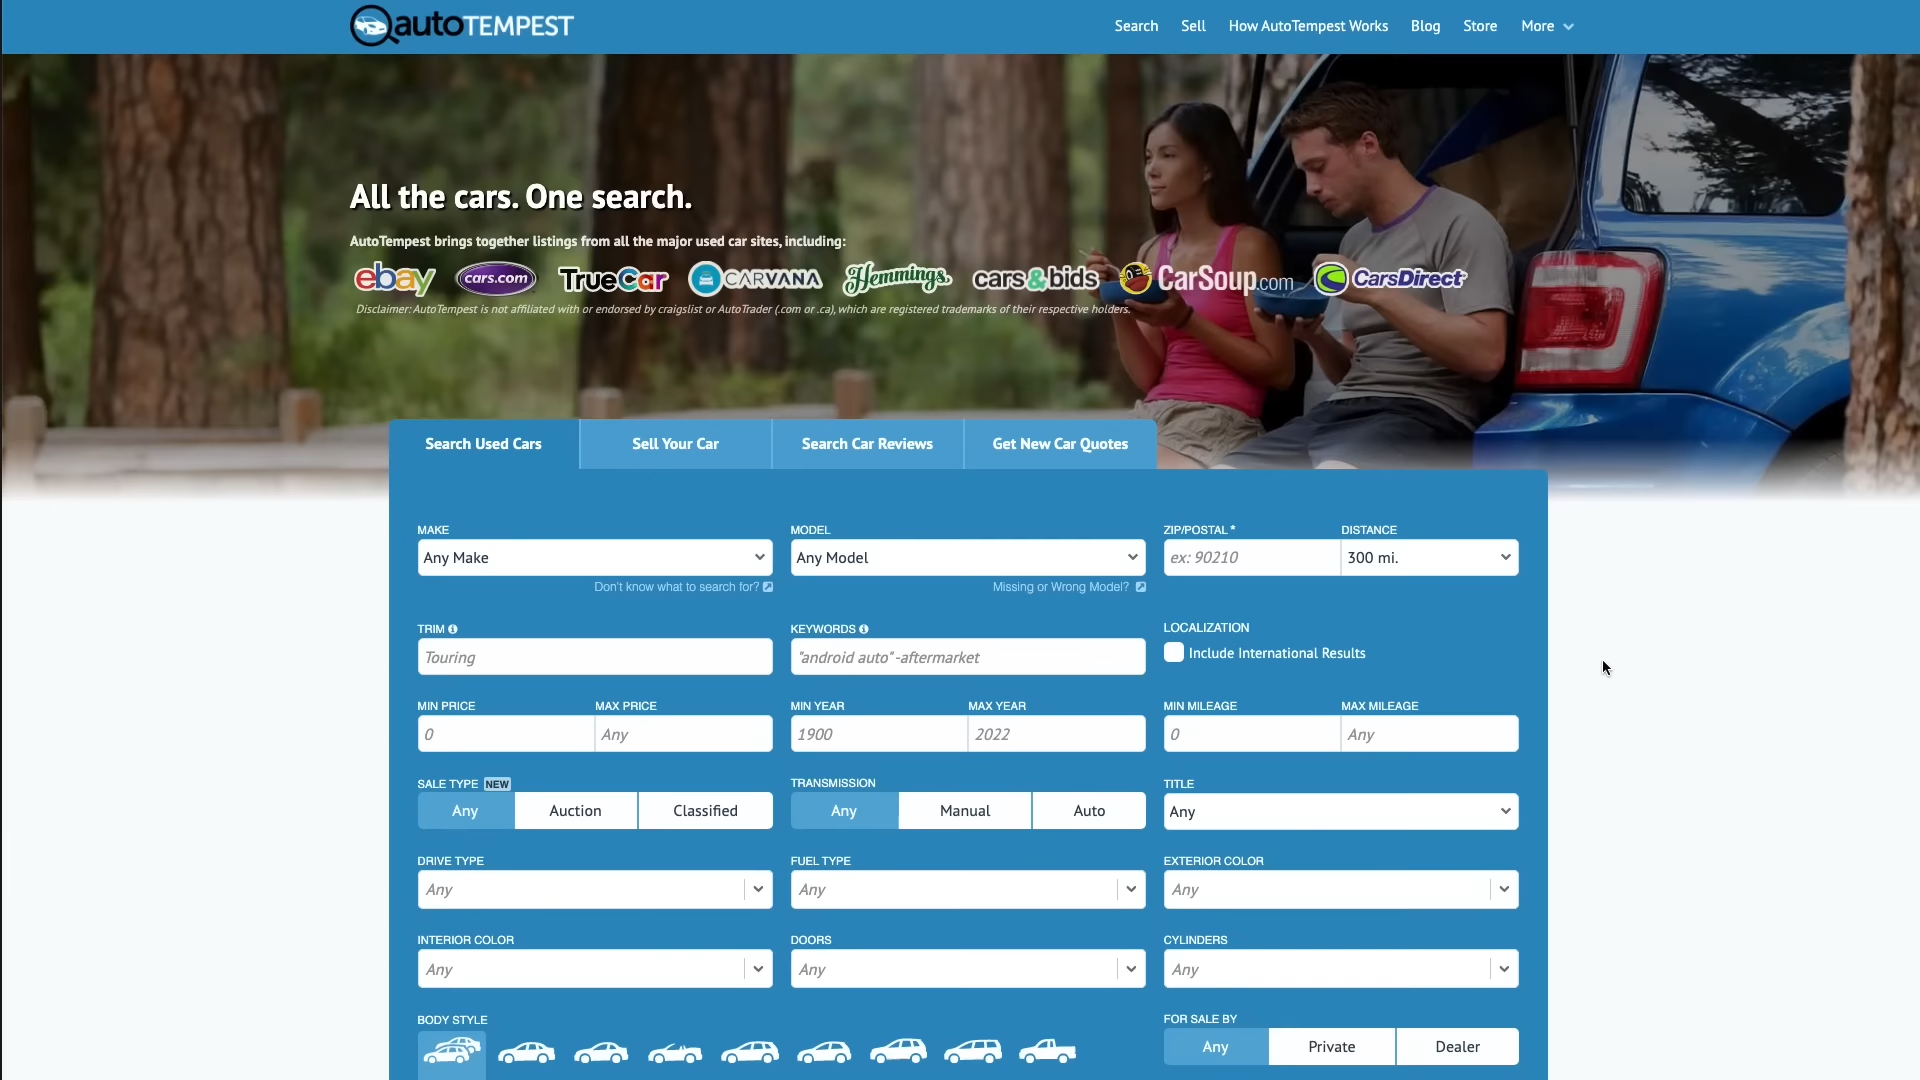 autoTEMPEST
Search Sell How AutoTempest Works Blog Store More
All the cars. One search.
AutoTempest brings together listings from all the major used car sites, including:
ebay cars.com TrueCar CARVANA Hemmings cars&bids CarSoup.com CarsDirect
Disclaimer: AutoTempest is not affiliated with or endorsed by craigslist or AutoTrader (.com or .ca), which are registered trademarks of their respective holders.
Search Used Cars Sell Your Car Search Car Reviews Get New Car Quotes
MAKE MODEL ZIP/POSTAL * DISTANCE
Any Make Any Model ex: 90210 300 mi.
Don't know what to search for? Missing or Wrong Model?
TRIM KEYWORDS LOCALIZATION
Touring "android auto" -aftermarket Include International Results
MIN PRICE MAX PRICE MIN YEAR MAX YEAR MIN MILEAGE MAX MILEAGE
0 Any 1900 2022 0 Any
SALE TYPE NEW TRANSMISSION TITLE
Any Auction Classified Any Manual Auto Any
DRIVE TYPE FUEL TYPE EXTERIOR COLOR
Any Any Any
INTERIOR COLOR DOORS CYLINDERS
Any Any Any
BODY STYLE FOR SALE BY
Any Private Dealer